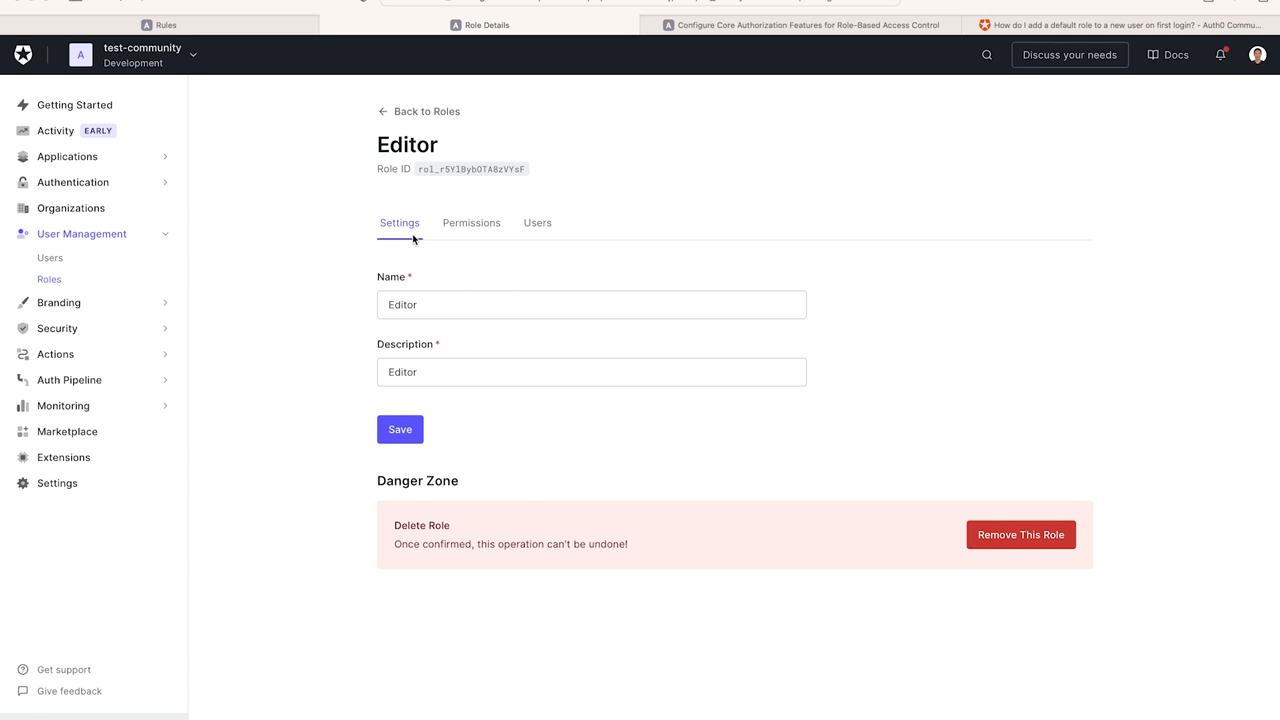 Rules
Role Details
Configure Core Authorization Features for Role-Based Access Control
How do I add a default role to a new user on first login? - Auth0 Commu...
A
test-community
Development
Discuss your needs
Docs
Getting Started
Activity EARLY
Applications
Authentication
Organizations
User Management
Users
Roles
Branding
Security
Actions
Auth Pipeline
Monitoring
Marketplace
Extensions
Settings
Get support
Give feedback
← Back to Roles
Editor
Role ID rol_r5YlBybOTA8zVYsF
Settings Permissions Users
Name *
Editor
Description *
Editor
Save
Danger Zone
Delete Role
Once confirmed, this operation can't be undone!
Remove This Role